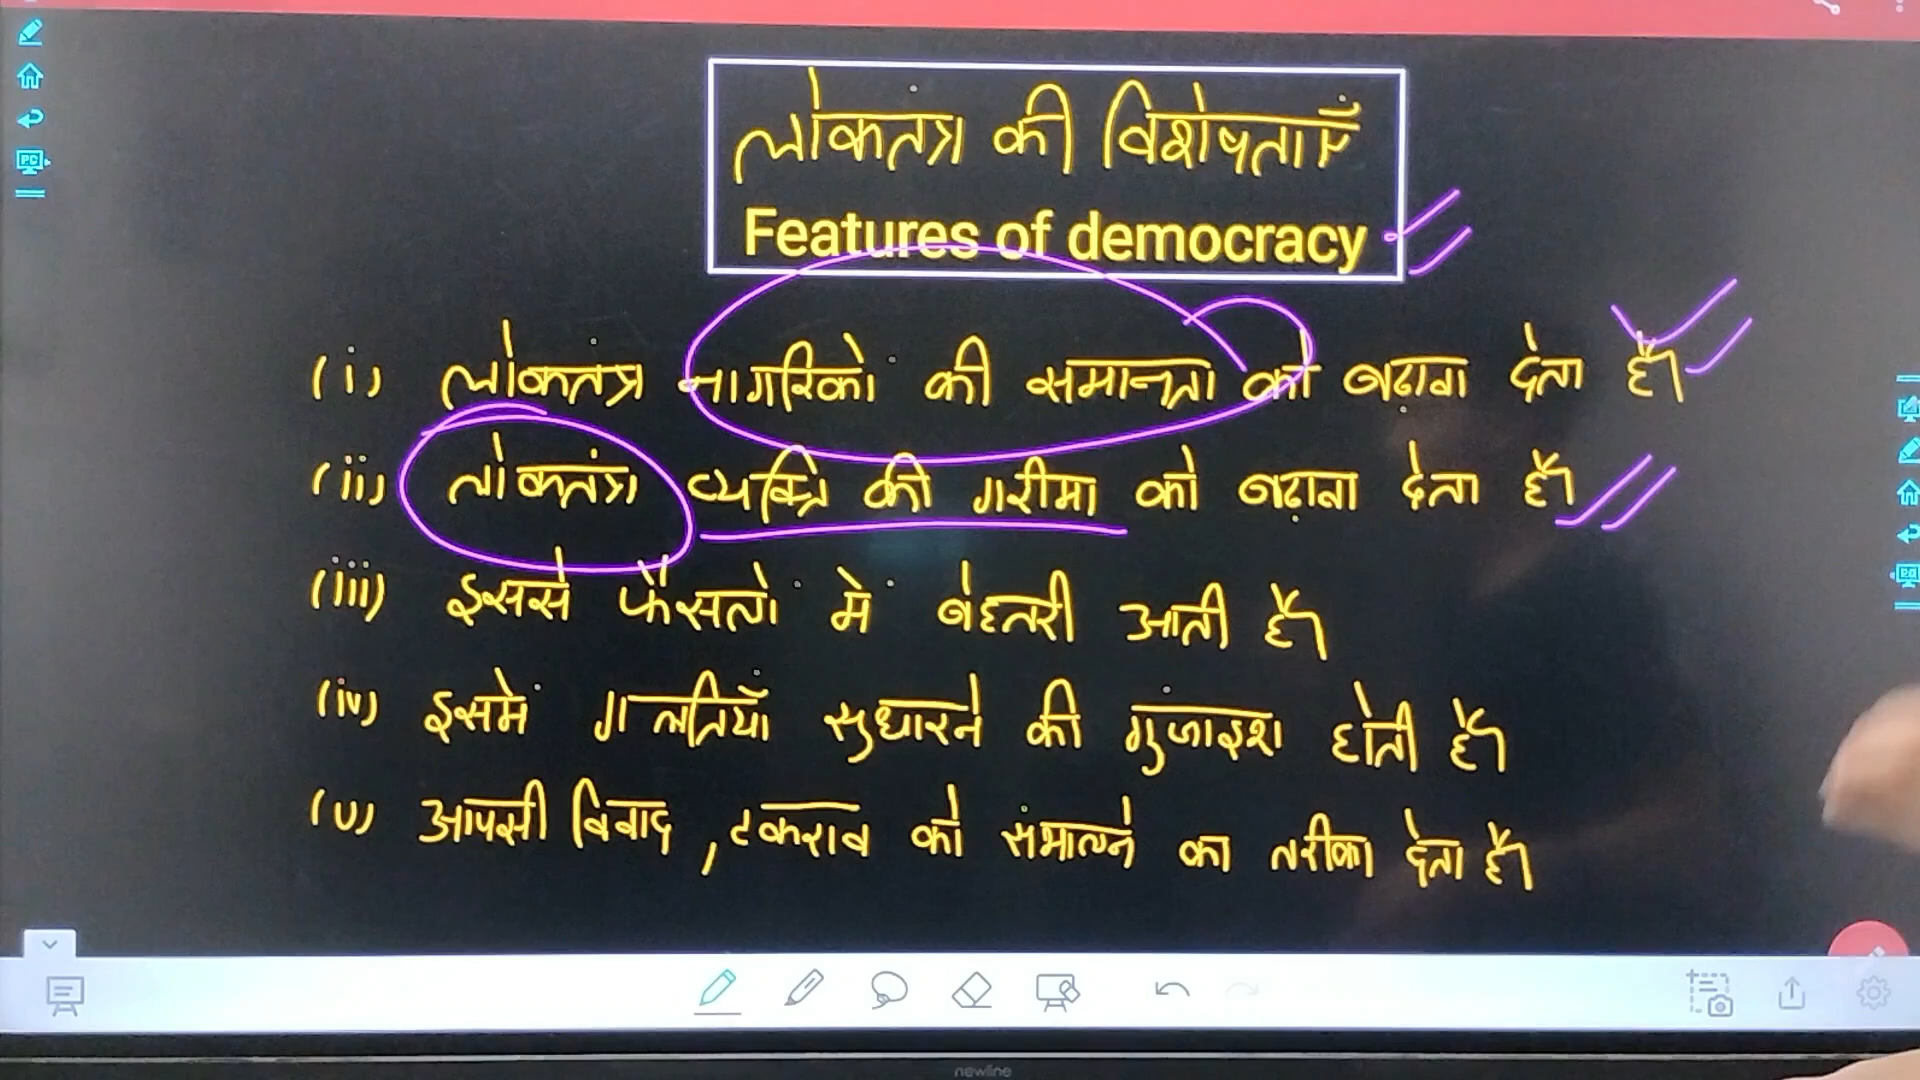 लोकतंत्र की विशेषताएँ
Features of democracy
(i) लोकतंत्र नागरिकों की समानता को बढ़ावा देता है।
(ii) लोकतंत्र व्यक्ति की गरीमा को बढ़ावा देता है।
(iii) इससे फैसलों में बेहतरी आती है।
(iv) इसमें गलतियाँ सुधारने की गुंजाइश होती है।
(v) आपसी विवाद, टकराव को संभालने का तरीका देता है।
newline